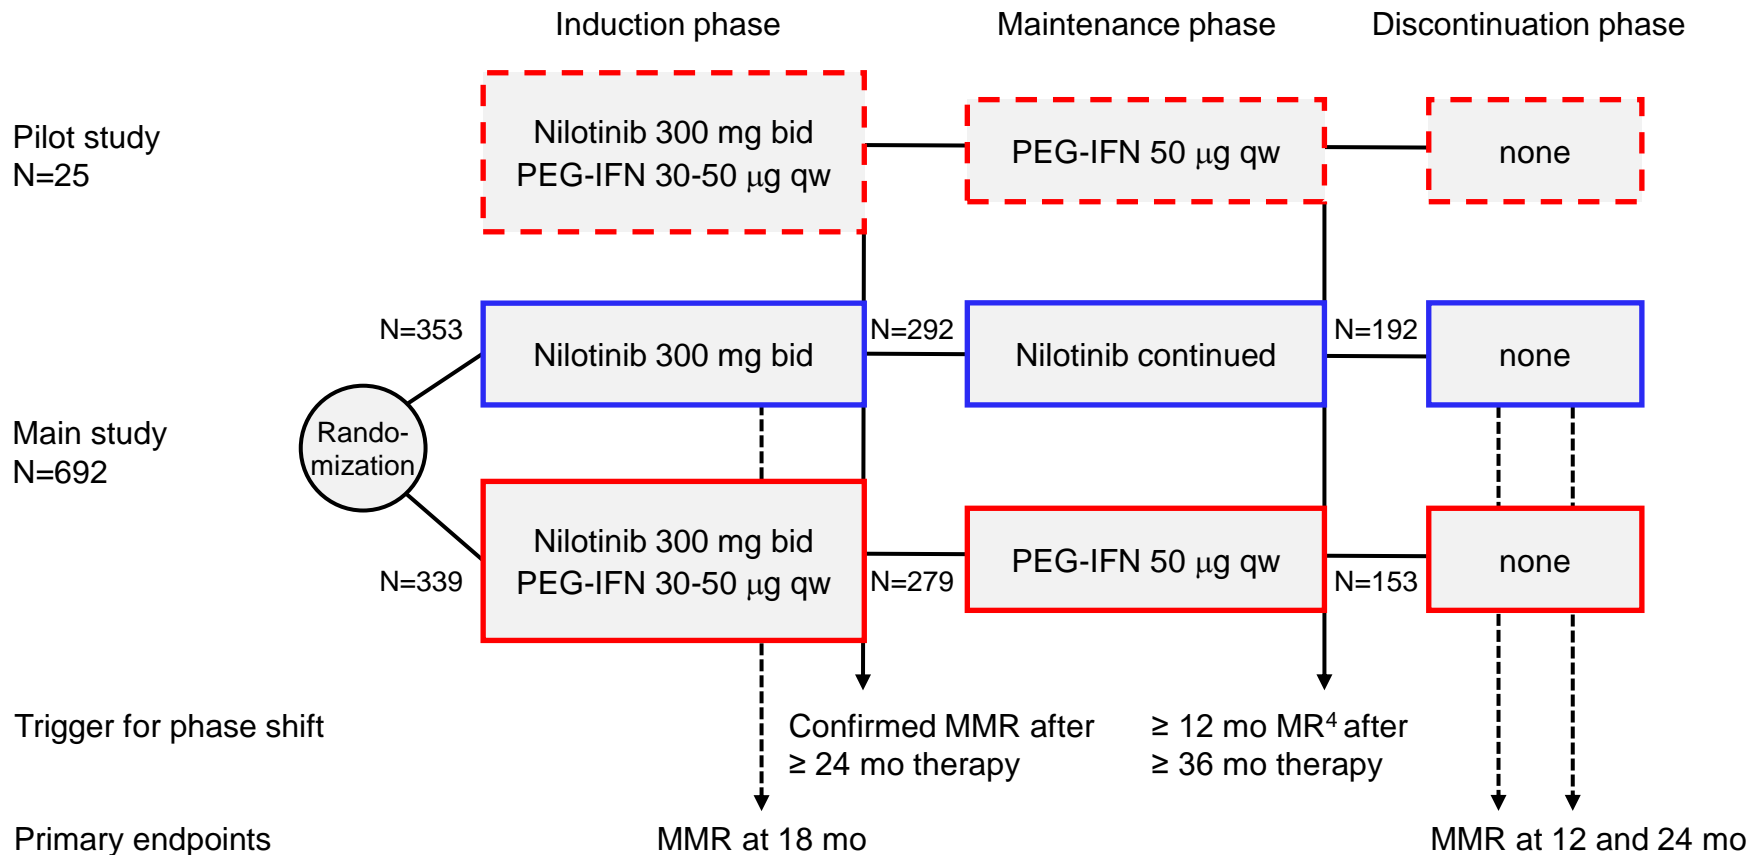 Induction phase
Maintenance phase
Discontinuation phase
Pilot study
N=25
Nilotinib 300 mg bid
PEG-IFN 30-50 μg qw
PEG-IFN 50 μg qw
none
N=353
Nilotinib 300 mg bid
N=292
Nilotinib continued
N=192
none
Main study
N=692
Rando-
mization
N=339
Nilotinib 300 mg bid
PEG-IFN 30-50 μg qw
N=279
PEG-IFN 50 μg qw
N=153
none
Trigger for phase shift
Confirmed MMR after
≥ 24 mo therapy
≥ 12 mo MR⁴ after
≥ 36 mo therapy
Primary endpoints
MMR at 18 mo
MMR at 12 and 24 mo